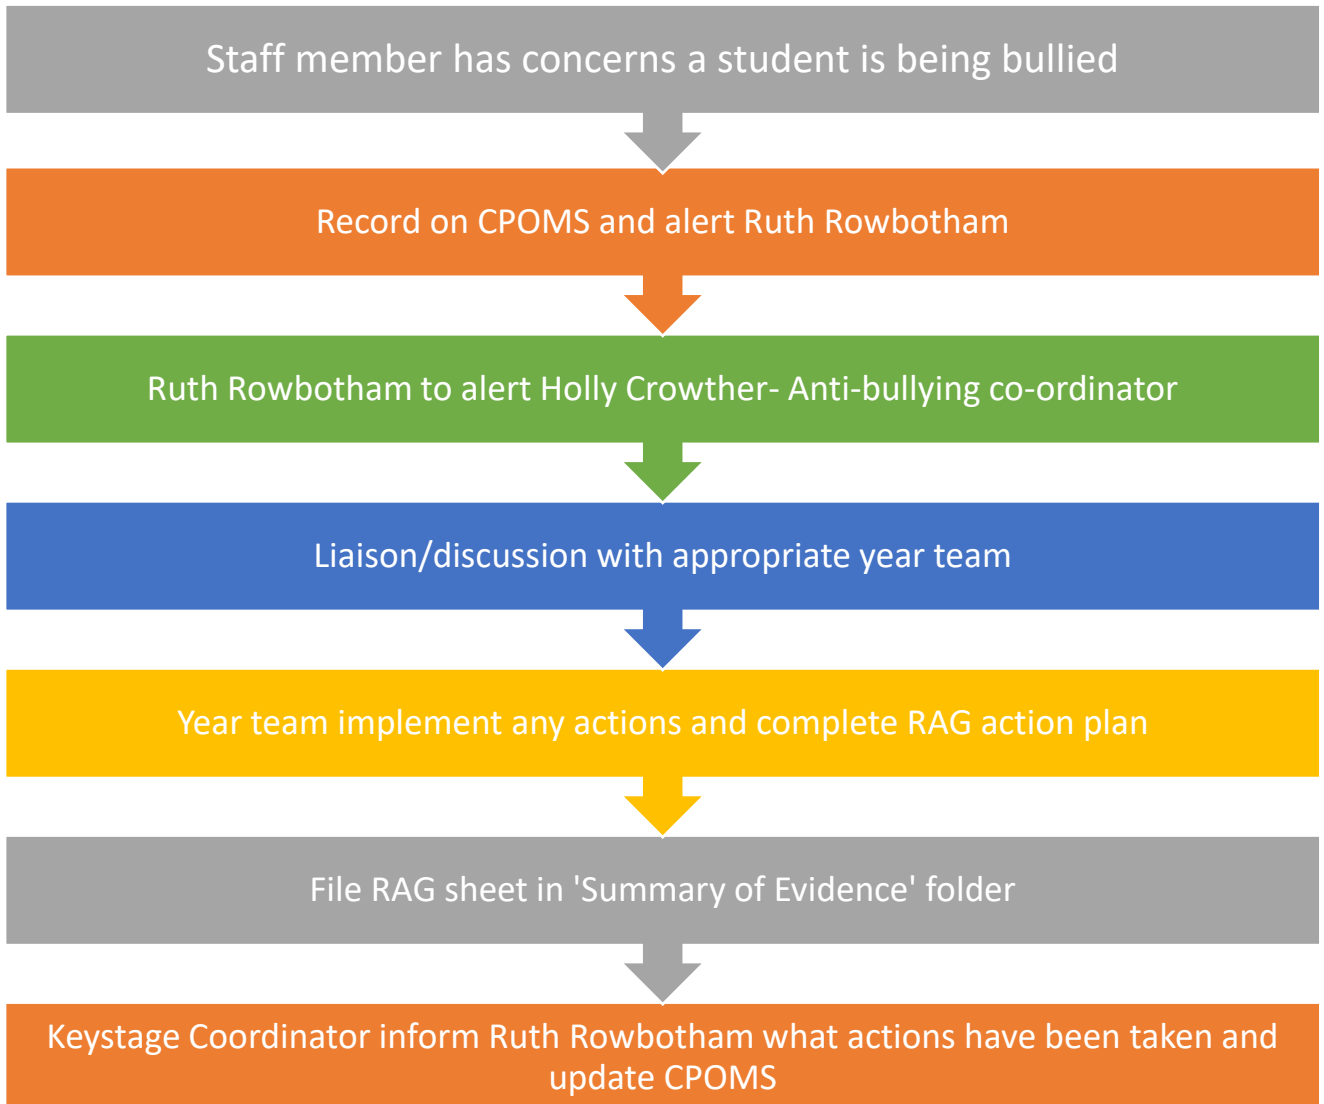 Staff member has concerns a student is being bullied
Record on CPOMS and alert Ruth Rowbotham
Ruth Rowbotham to alert Holly Crowther- Anti-bullying co-ordinator
Liaison/discussion with appropriate year team
Year team implement any actions and complete RAG action plan
File RAG sheet in 'Summary of Evidence' folder
Keystage Coordinator inform Ruth Rowbotham what actions have been taken and
update CPOMS